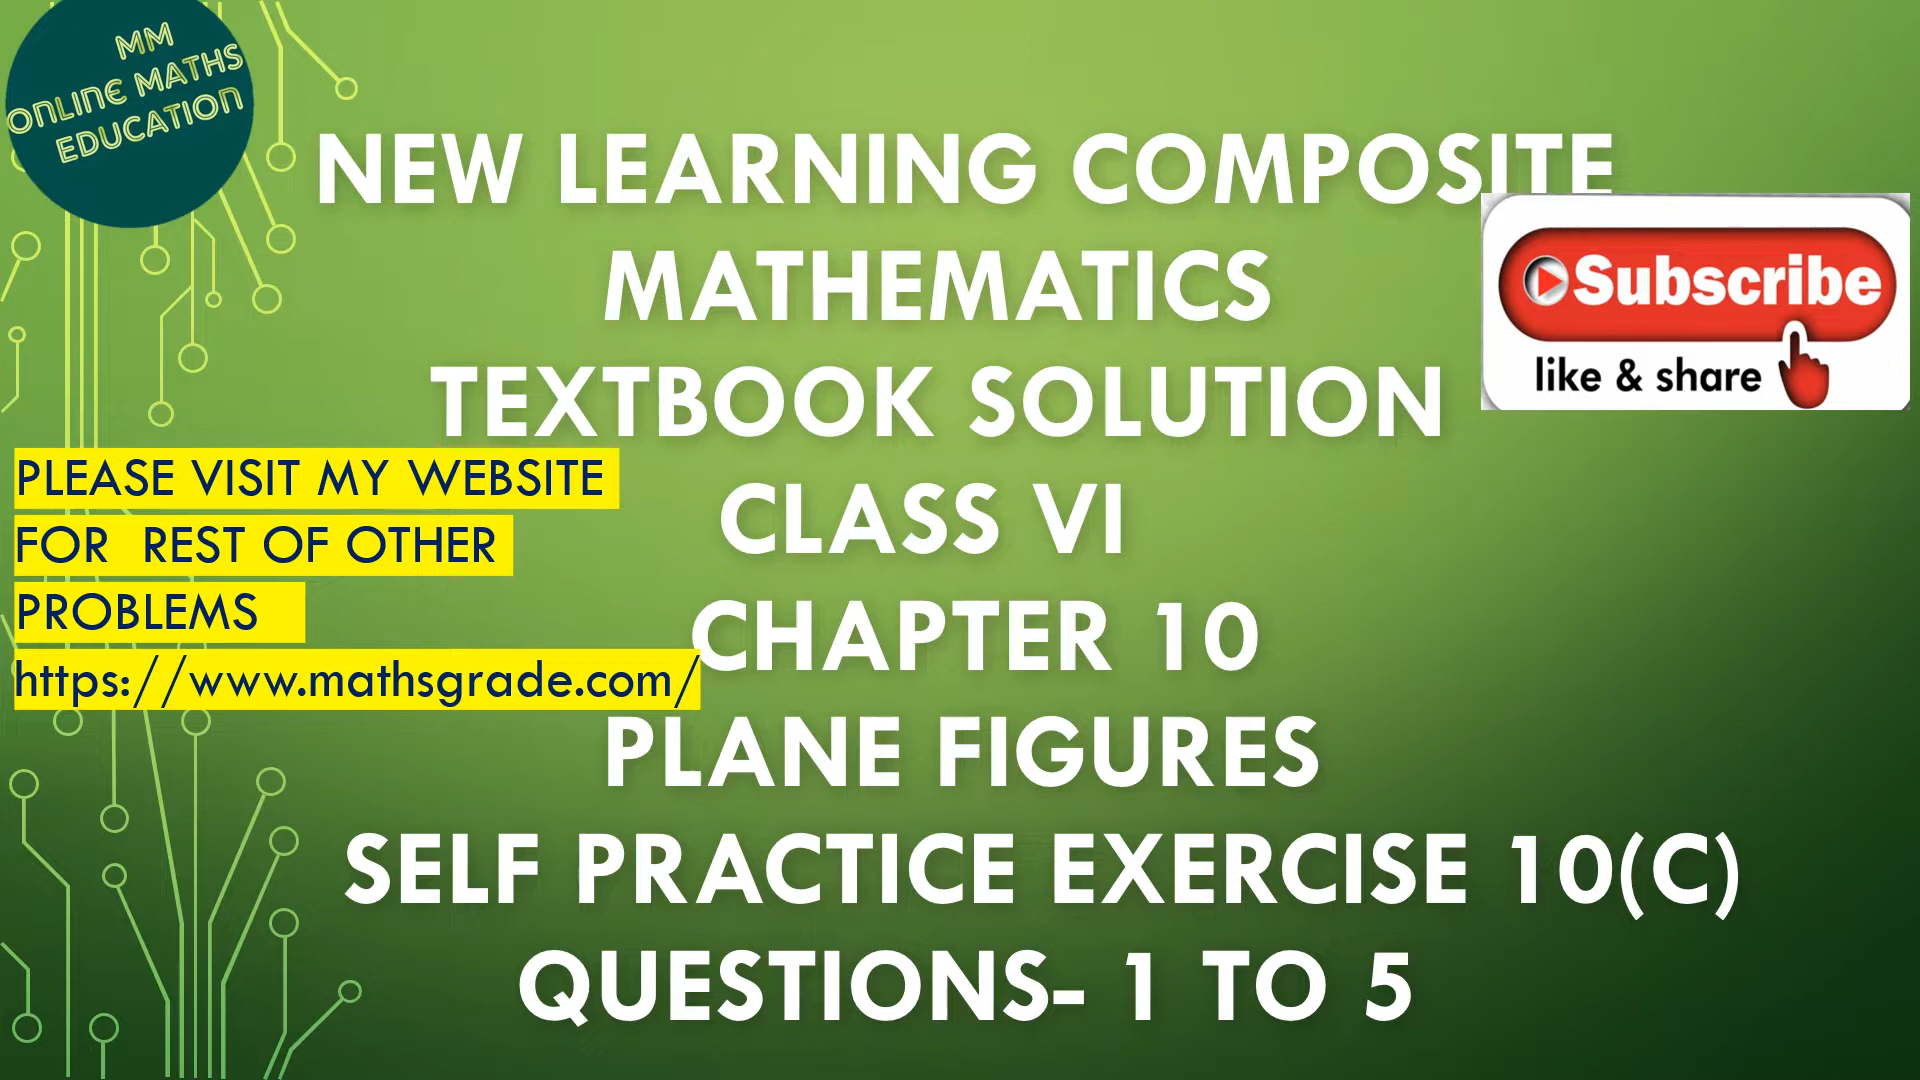 MM
ONLINE MATHS
EDUCATION
NEW LEARNING COMPOSITE
MATHEMATICS
TEXTBOOK SOLUTION
CLASS VI
CHAPTER 10
PLANE FIGURES
SELF PRACTICE EXERCISE 10(C)
QUESTIONS- 1 TO 5
Subscribe
like & share
PLEASE VISIT MY WEBSITE
FOR REST OF OTHER
PROBLEMS
https://www.mathsgrade.com/